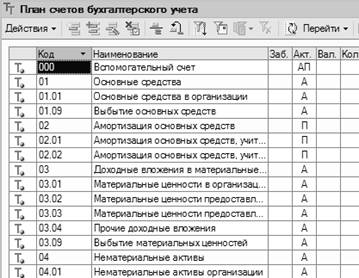 План счетов бухгалтерского учета
Действия Перейти
Код Наименование Заб. Акт. Вал. Кол
000 Вспомогательный счет АП
01 Основные средства А
01.01 Основные средства в организации А
01.09 Выбытие основных средств А
02 Амортизация основных средств П
02.01 Амортизация основных средств, учит... П
02.02 Амортизация основных средств, учит... П
03 Доходные вложения в материальные... А
03.01 Материальные ценности в организац... А
03.02 Материальные ценности предоставл... А
03.03 Материальные ценности предоставл... А
03.04 Прочие доходные вложения А
03.09 Выбытие материальных ценностей А
04 Нематериальные активы А
04.01 Нематериальные активы организации А